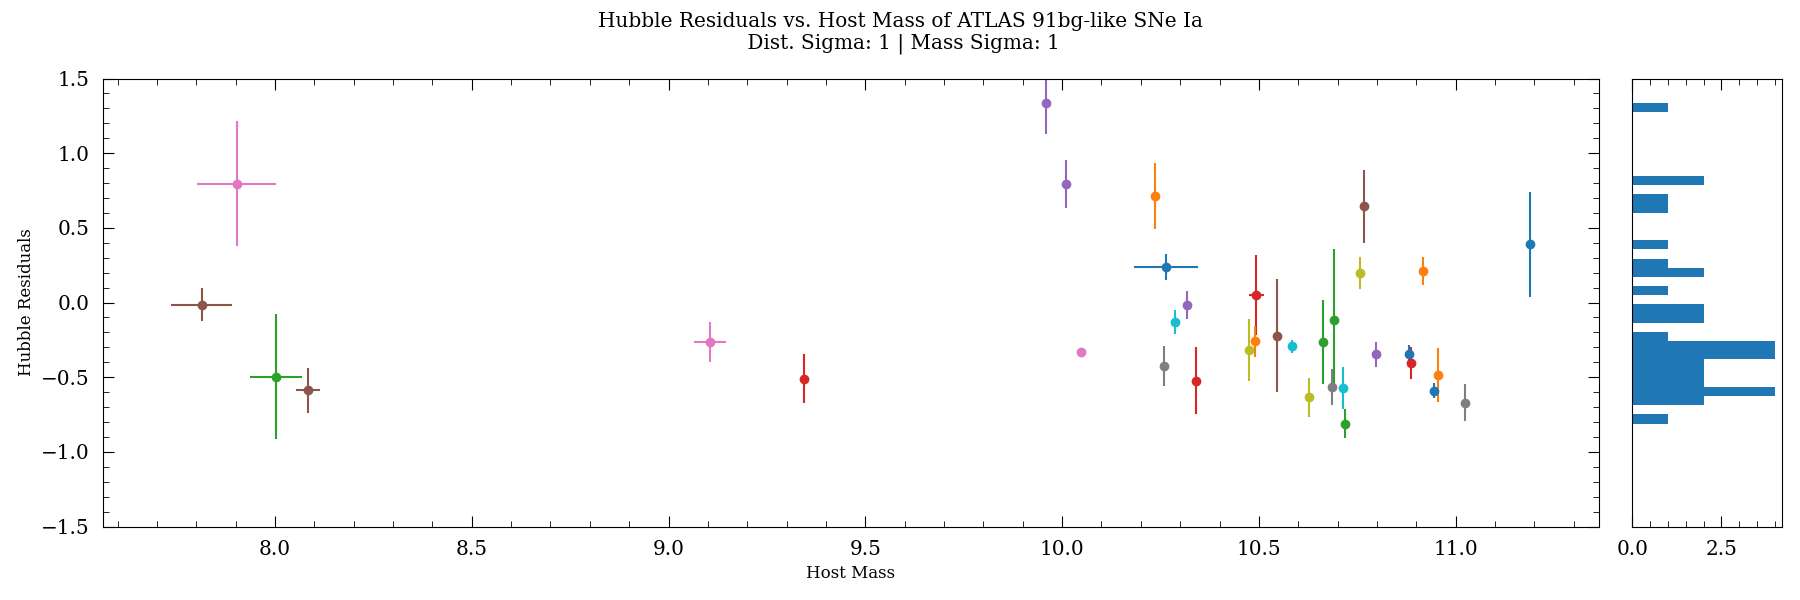 Hubble Residuals vs. Host Mass of ATLAS 91bg-like SNe Ia
Dist. Sigma: 1 | Mass Sigma: 1
Hubble Residuals
1.5
1.0
0.5
0.0
−0.5
−1.0
−1.5
8.0 8.5 9.0 9.5 10.0 10.5 11.0
Host Mass
0.0 2.5